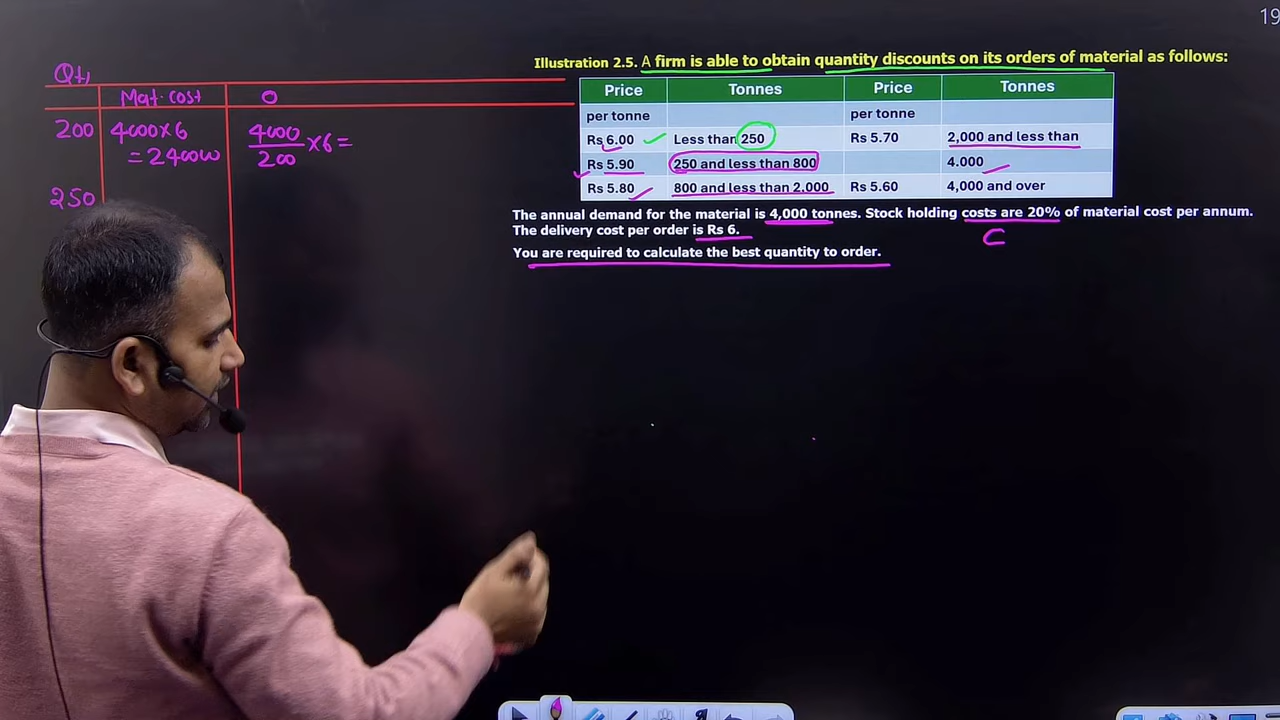 19
Illustration 2.5. A firm is able to obtain quantity discounts on its orders of material as follows:
Price Tonnes Price Tonnes
per tonne per tonne
Rs 6.00 Less than 250 Rs 5.70 2,000 and less than
Rs 5.90 250 and less than 800 4.000
Rs 5.80 800 and less than 2,000 Rs 5.60 4,000 and over
The annual demand for the material is 4,000 tonnes. Stock holding costs are 20% of material cost per annum.
The delivery cost per order is Rs 6.
C
You are required to calculate the best quantity to order.
Qty
Mat. Cost O
200 4000×6 4000/200 ×6=
= 24000
250